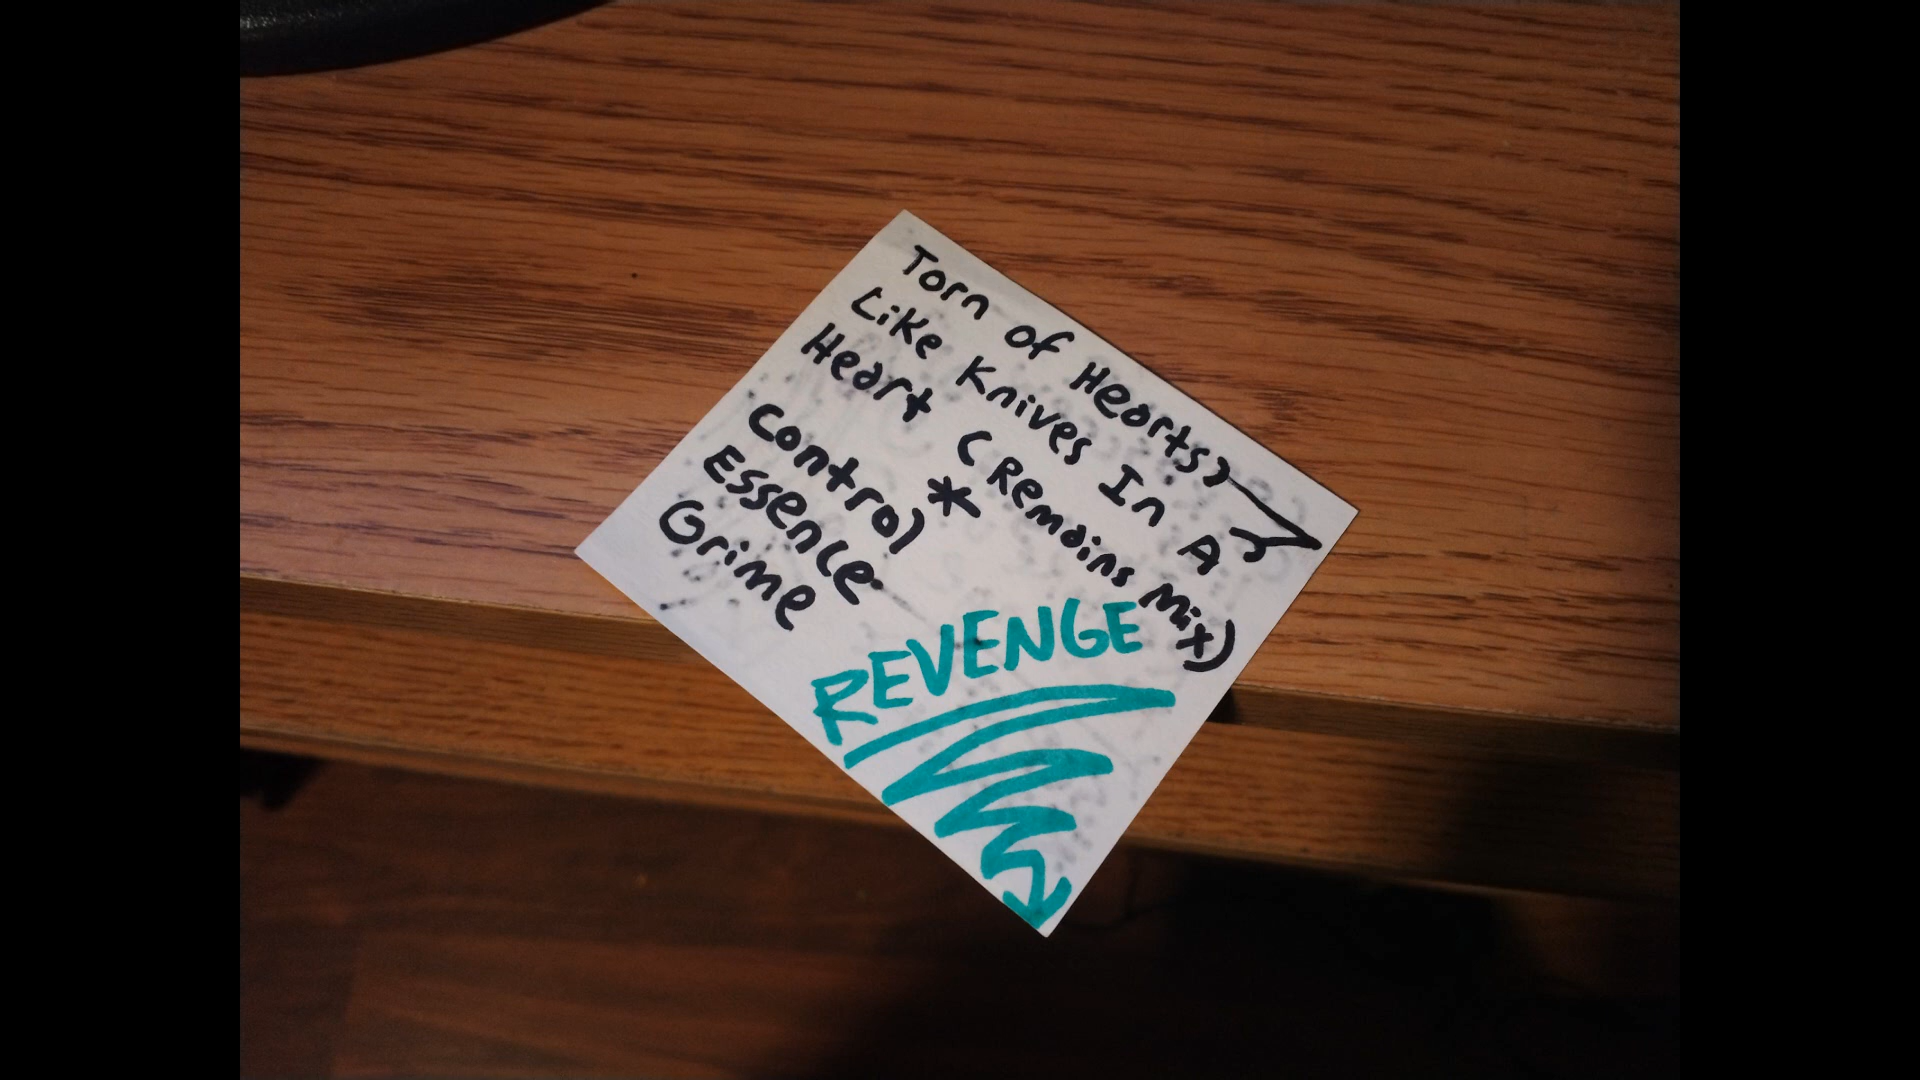 Torn of Hearts)
Like Knives In A
Heart (Remains Mix)
*
Control
Essence
Grime
REVENGE